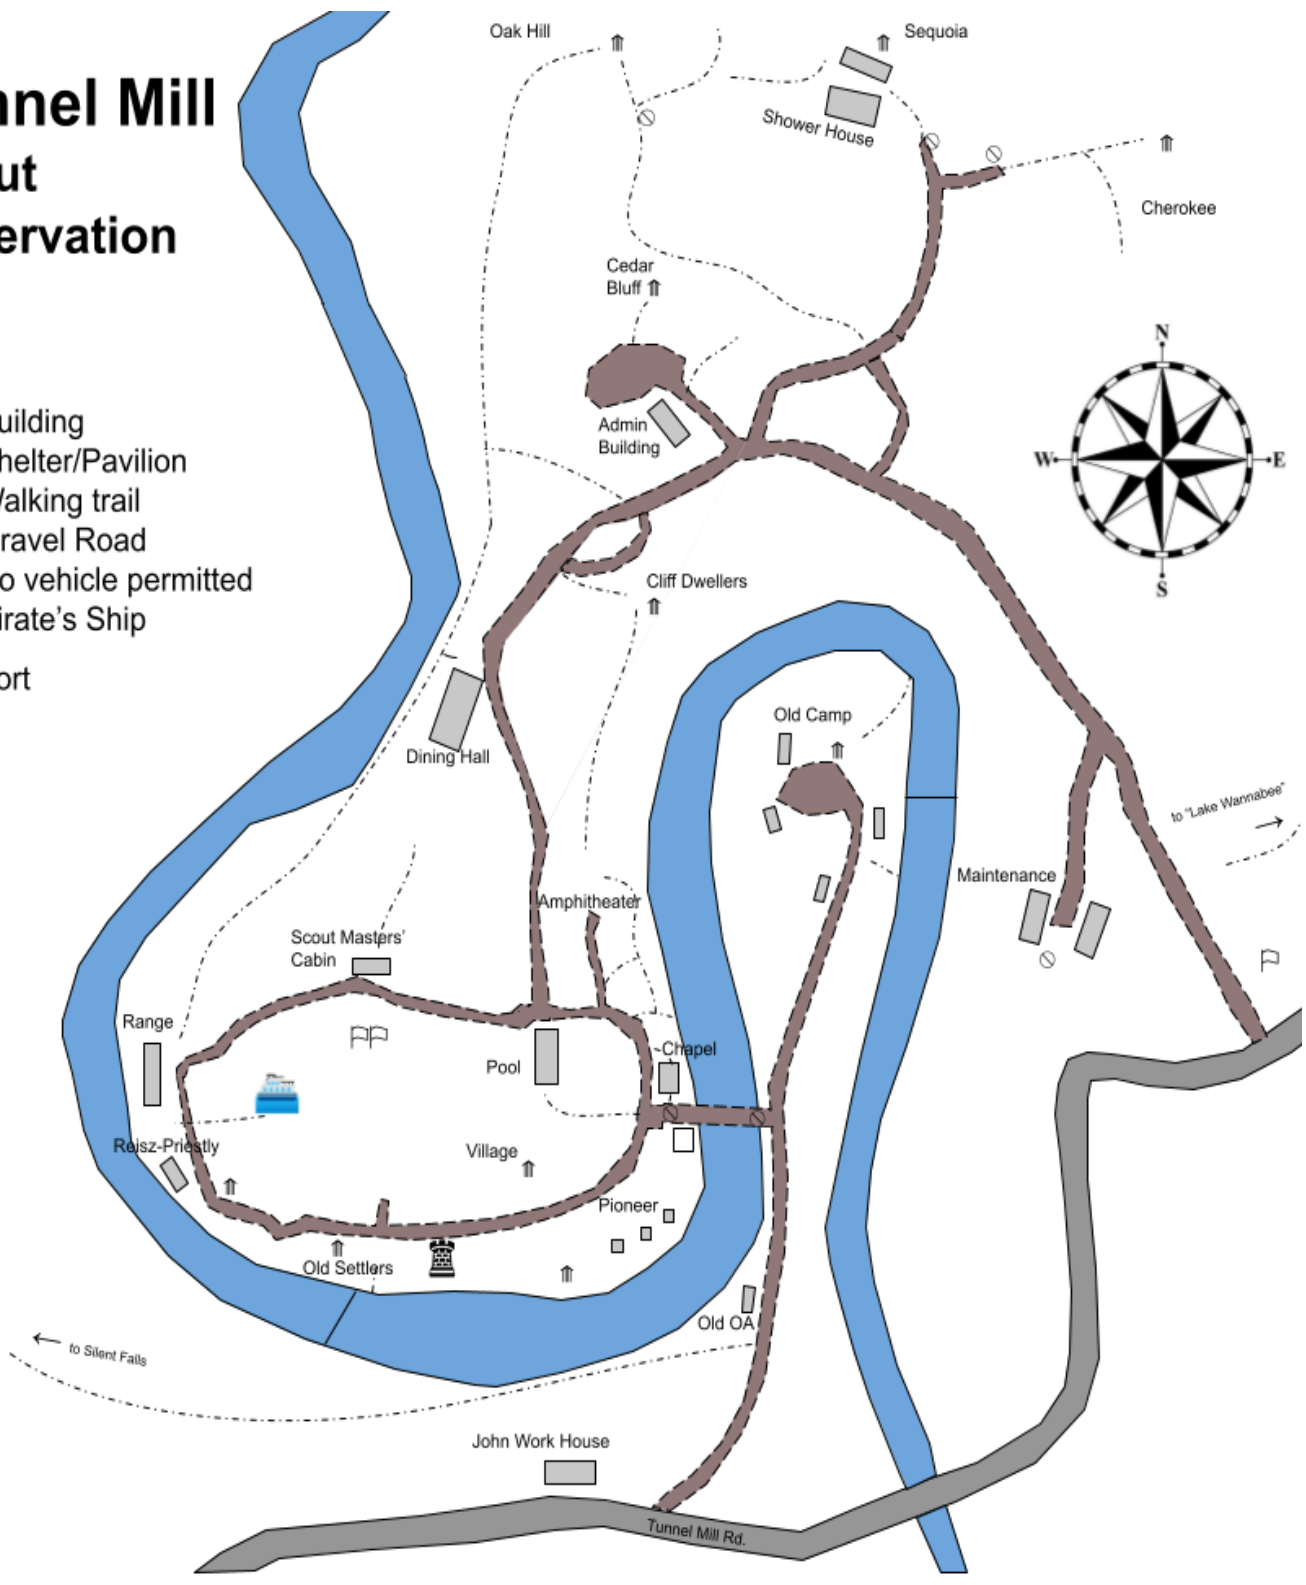 nnel Mill
ut
ervation
uilding
helter/Pavilion
Valking trail
ravel Road
o vehicle permitted
irate's Ship
ort
Oak Hill
Sequoia
Shower House
Cherokee
Cedar
Bluff
Admin
Building
N
W
E
S
Cliff Dwellers
Dining Hall
Old Camp
to "Lake Wannabee"
Maintenance
Amphitheater
Scout Masters'
Cabin
Range
Pool
Chapel
Reisz-Priestly
Village
Pioneer
Old Settlers
Old OA
to Silent Falls
John Work House
Tunnel Mill Rd.